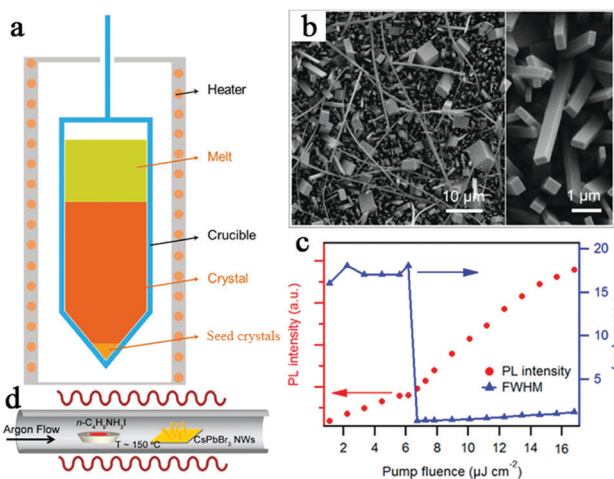 a
Heater
Melt
Crucible
Crystal
Seed crystals
b
10 μm
1 μm
c
PL intensity (a.u.)
20
15
10
5
0
PL intensity
FWHM
2
4
6
8
10
12
14
16
Pump fluence (μJ cm⁻²)
d
n-C₄H₉NH₃I
Argon Flow
T ~ 150 °C
CsPbBr₃ NWs